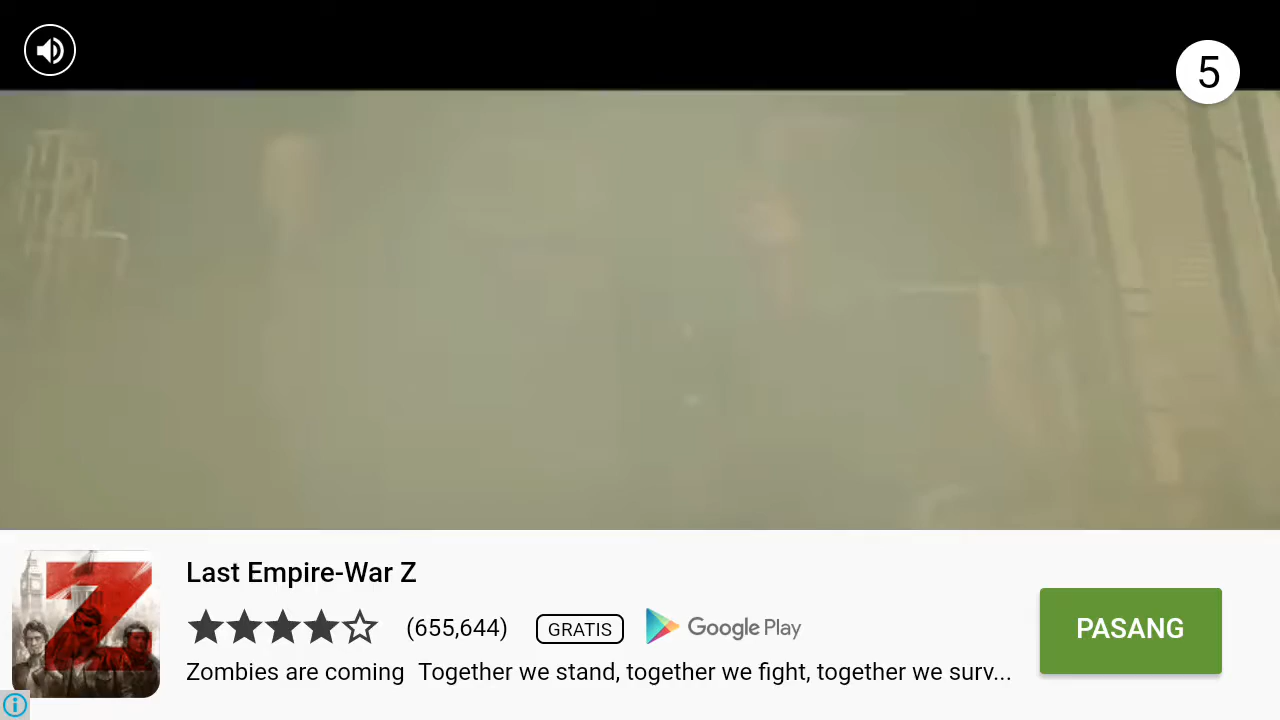 5
Last Empire-War Z
(655,644) GRATIS Google Play
Zombies are coming Together we stand, together we fight, together we surv...
PASANG
Z